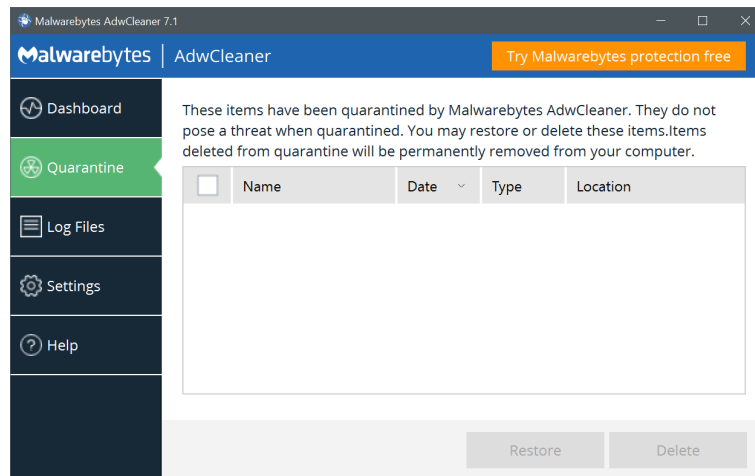 Malwarebytes AdwCleaner 7.1
Malwarebytes | AdwCleaner
Try Malwarebytes protection free
Dashboard
These items have been quarantined by Malwarebytes AdwCleaner. They do not
pose a threat when quarantined. You may restore or delete these items.Items
deleted from quarantine will be permanently removed from your computer.
Quarantine
Name Date Type Location
Log Files
Settings
Help
Restore Delete